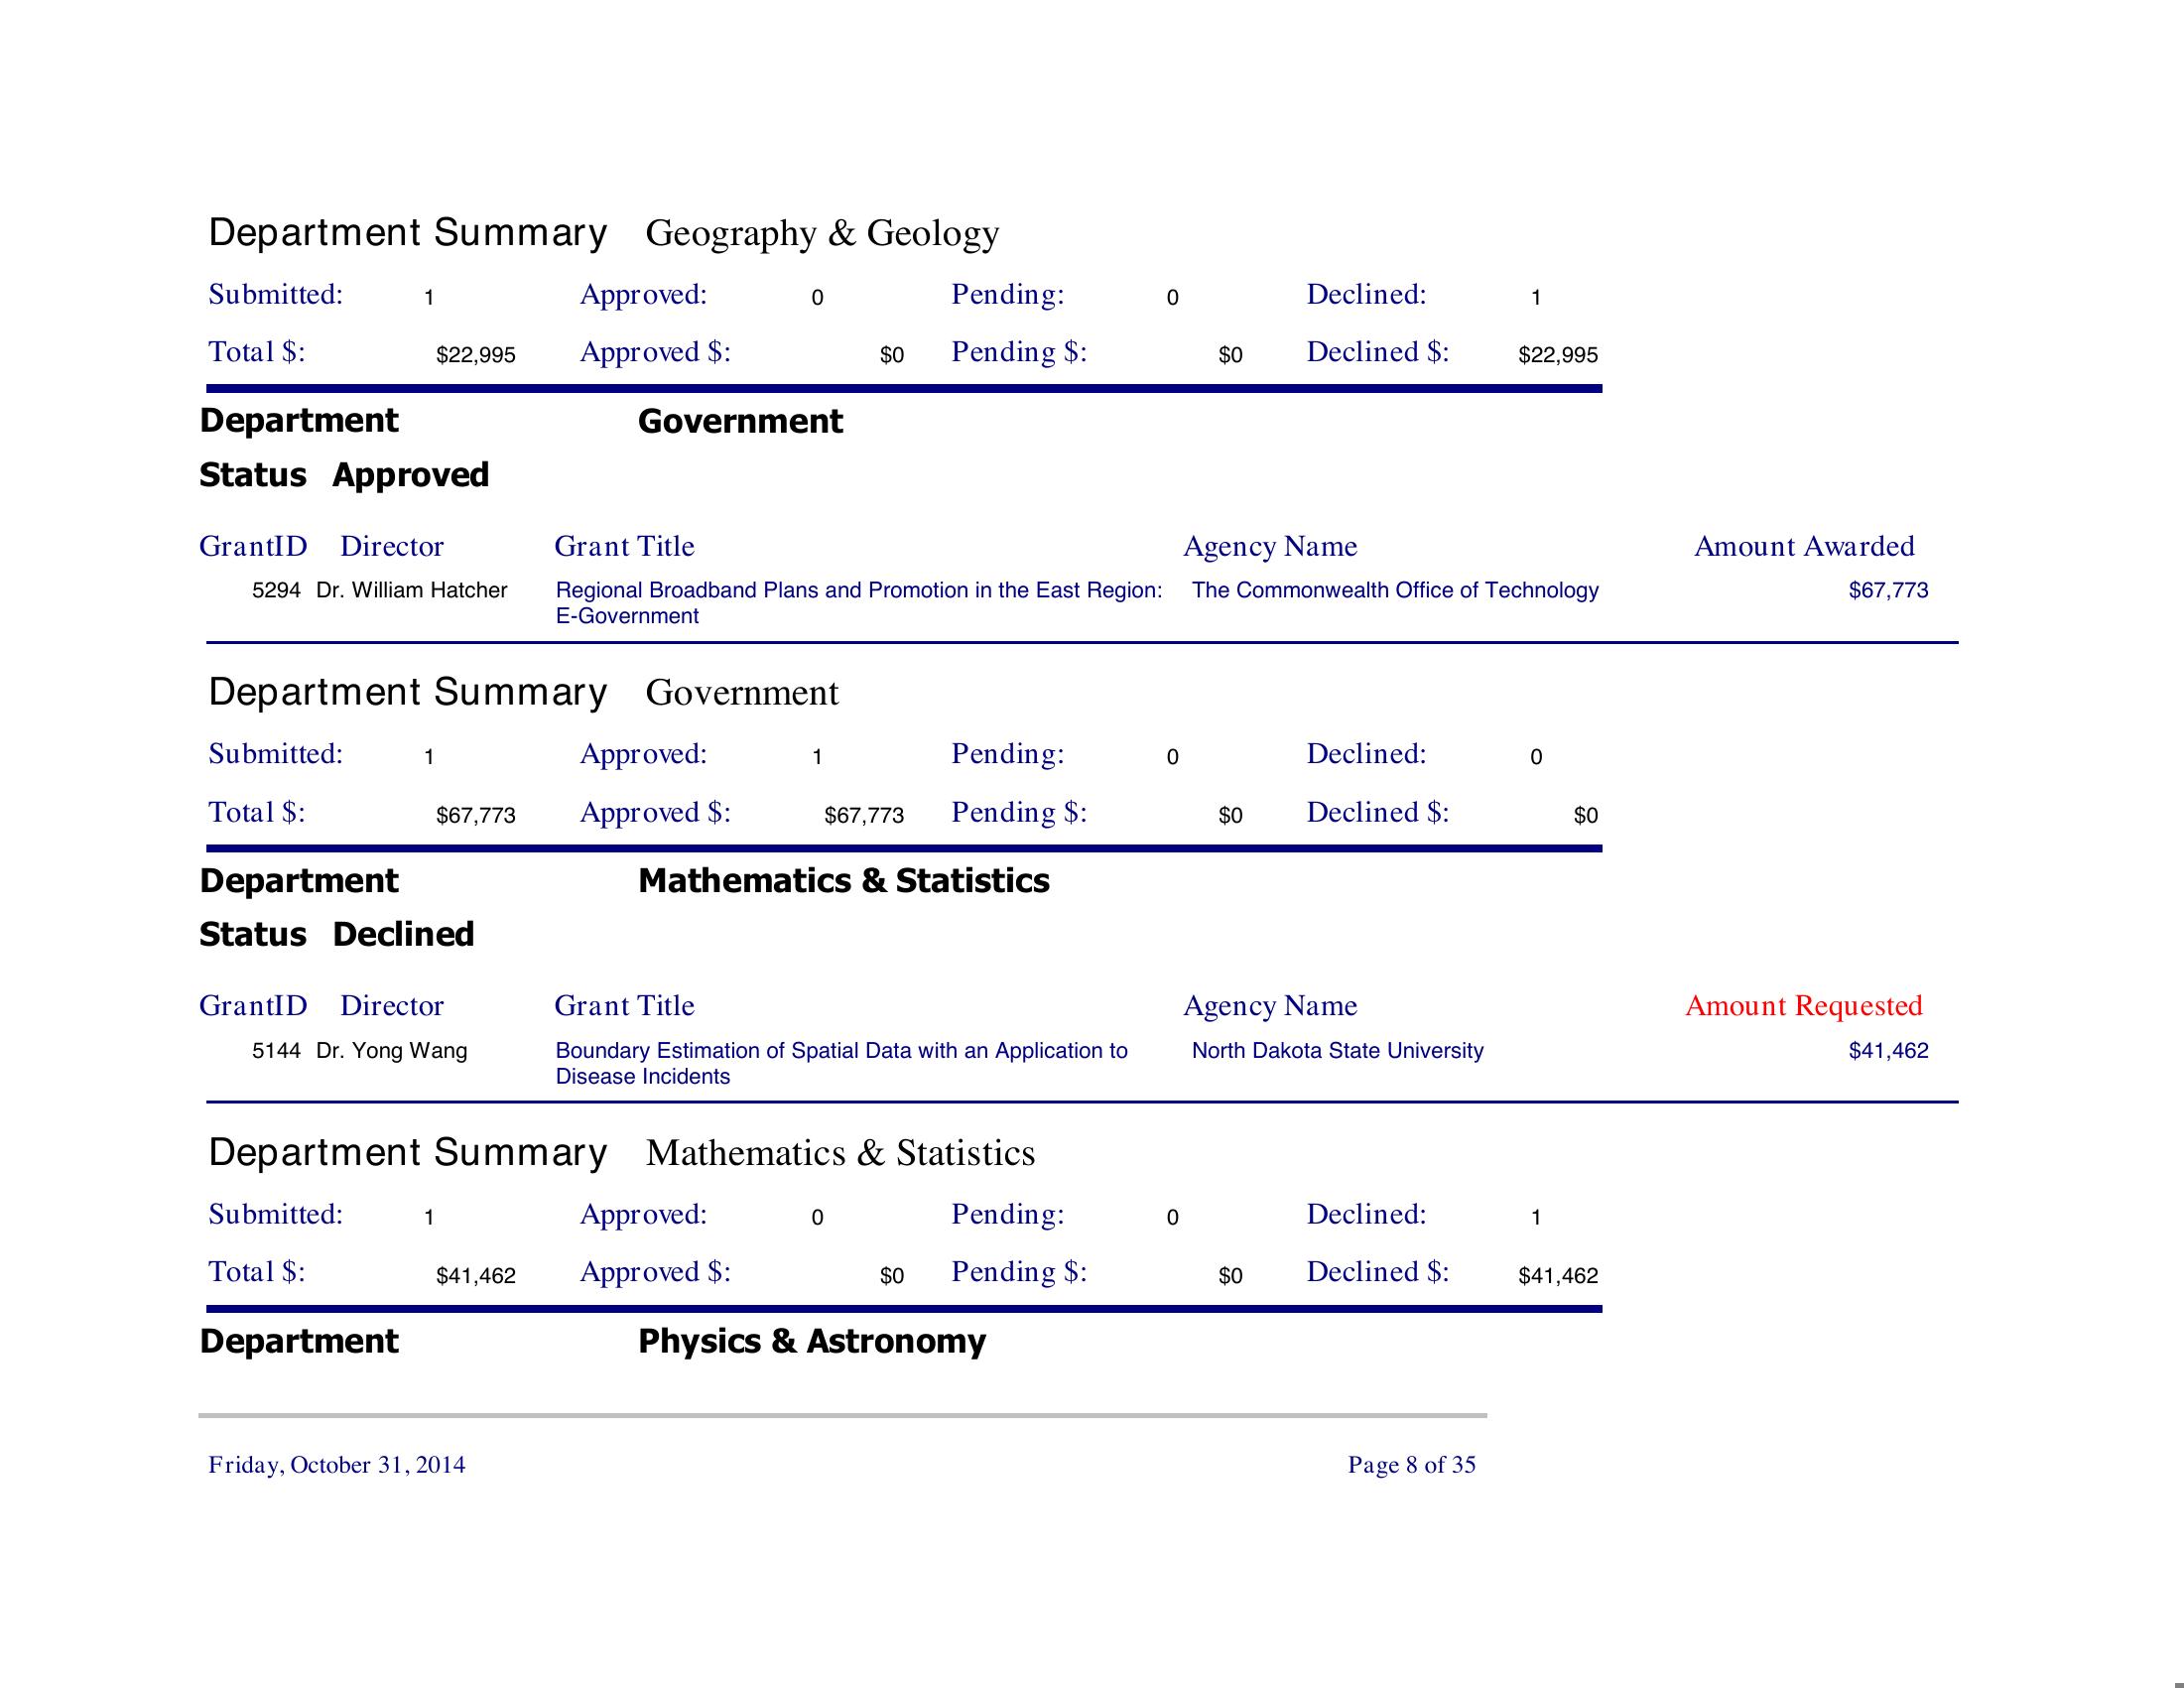 Department Summary Geography & Geology
Submitted: 1 Approved: 0 Pending: 0 Declined: 1
Total $: $22,995 Approved $: $0 Pending $: $0 Declined $: $22,995
Department Government
Status Approved
GrantID Director Grant Title Agency Name Amount Awarded
5294 Dr. William Hatcher Regional Broadband Plans and Promotion in the East Region: The Commonwealth Office of Technology $67,773
E-Government
Department Summary Government
Submitted: 1 Approved: 1 Pending: 0 Declined: 0
Total $: $67,773 Approved $: $67,773 Pending $: $0 Declined $: $0
Department Mathematics & Statistics
Status Declined
GrantID Director Grant Title Agency Name Amount Requested
5144 Dr. Yong Wang Boundary Estimation of Spatial Data with an Application to North Dakota State University $41,462
Disease Incidents
Department Summary Mathematics & Statistics
Submitted: 1 Approved: 0 Pending: 0 Declined: 1
Total $: $41,462 Approved $: $0 Pending $: $0 Declined $: $41,462
Department Physics & Astronomy
Friday, October 31, 2014 Page 8 of 35